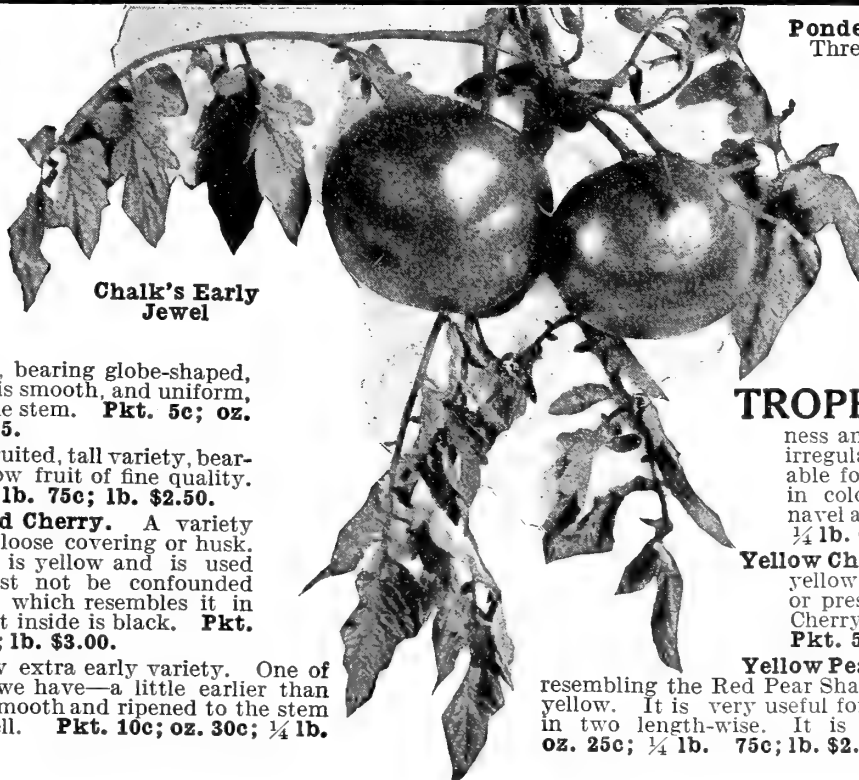 Chalk's Early
Jewel
, bearing globe-shaped,
is smooth, and uniform,
e stem. Pkt. 5c; oz.
5.
uited, tall variety, bear-
ow fruit of fine quality.
lb. 75c; lb. $2.50.
d Cherry. A variety
loose covering or husk.
is yellow and is used
st not be confounded
which resembles it in
t inside is black. Pkt.
; lb. $3.00.
y extra early variety. One of
we have—a little earlier than
mooth and ripened to the stem
ell. Pkt. 10c; oz. 30c; ¼ lb.
Ponde
Thre
TROPH
ness an
irregula
able fo
in colo
navel a
¼ lb.
Yellow Ch
yellow
or pres
Cherry
Pkt. 5
Yellow Pea
resembling the Red Pear Sha
yellow. It is very useful fo
in two length-wise. It is
oz. 25c; ¼ lb. 75c; lb. $2.